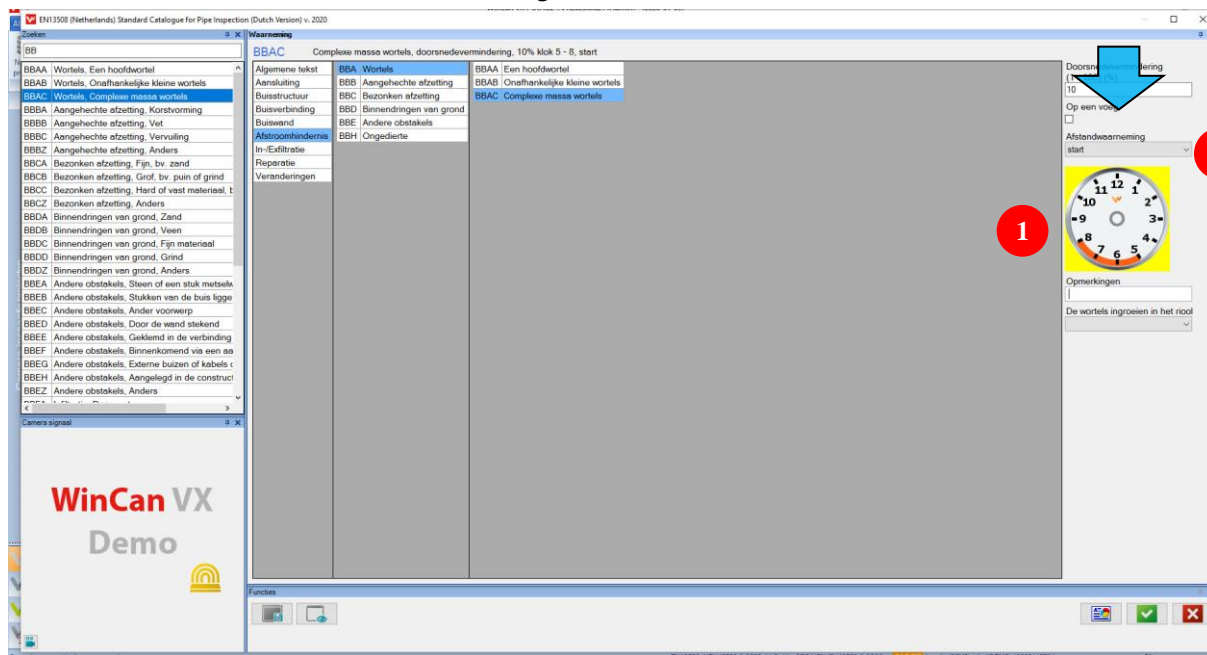 EN13508 (Netherlands) Standard Catalogue for Pipe Inspection (Dutch Version) v. 2020
Zoeken
BB
BBAA Wortels, Een hoofdwortel
BBAB Wortels, Onafhankelijke kleine wortels
BBAC Wortels, Complexe massa wortels
BBBA Aangehechte afzetting, Korstvorming
BBBB Aangehechte afzetting, Vet
BBBC Aangehechte afzetting, Vervuiling
BBBZ Aangehechte afzetting, Anders
BBCA Bezonken afzetting, Fijn, bv. zand
BBCB Bezonken afzetting, Grof, bv. puin of grind
BBCC Bezonken afzetting, Hard of vast materiaal, b
BBCZ Bezonken afzetting, Anders
BBDA Binnendringen van grond, Zand
BBDB Binnendringen van grond, Veen
BBDC Binnendringen van grond, Fijn materiaal
BBDD Binnendringen van grond, Grind
BBDZ Binnendringen van grond, Anders
BBEA Andere obstakels, Steen of een stuk metselw
BBEB Andere obstakels, Stukken van de buis ligge
BBEC Andere obstakels, Ander voorwerp
BBED Andere obstakels, Door de wand stekend
BBEE Andere obstakels, Geklemd in de verbinding
BBEF Andere obstakels, Binnenkomend via een aa
BBEG Andere obstakels, Externe buizen of kabels
BBEH Andere obstakels, Aangelegd in de construct
BBEZ Andere obstakels, Anders
Camera signaal
WinCan VX
Demo
Waarneming
BBAC Complexe massa wortels, doorsnedevermindering, 10% klok 5 - 8, start
Algemene tekst
Aansluiting
Buisstructuur
Buisverbinding
Buiswand
Afstroomhindernis
In-/Exfiltratie
Reparatie
Veranderingen
BBA Wortels
BBB Aangehechte afzetting
BBC Bezonken afzetting
BBD Binnendringen van grond
BBE Andere obstakels
BBH Ongedierte
BBAA Een hoofdwortel
BBAB Onafhankelijke kleine wortels
BBAC Complexe massa wortels
Doorsnedevermindering
10
Op een voeg
Afstandwaarneming
start
12
11 1
10 2
9 3
8 4
7 6 5
1
Opmerkingen
De wortels ingroeien in het riool
Functies